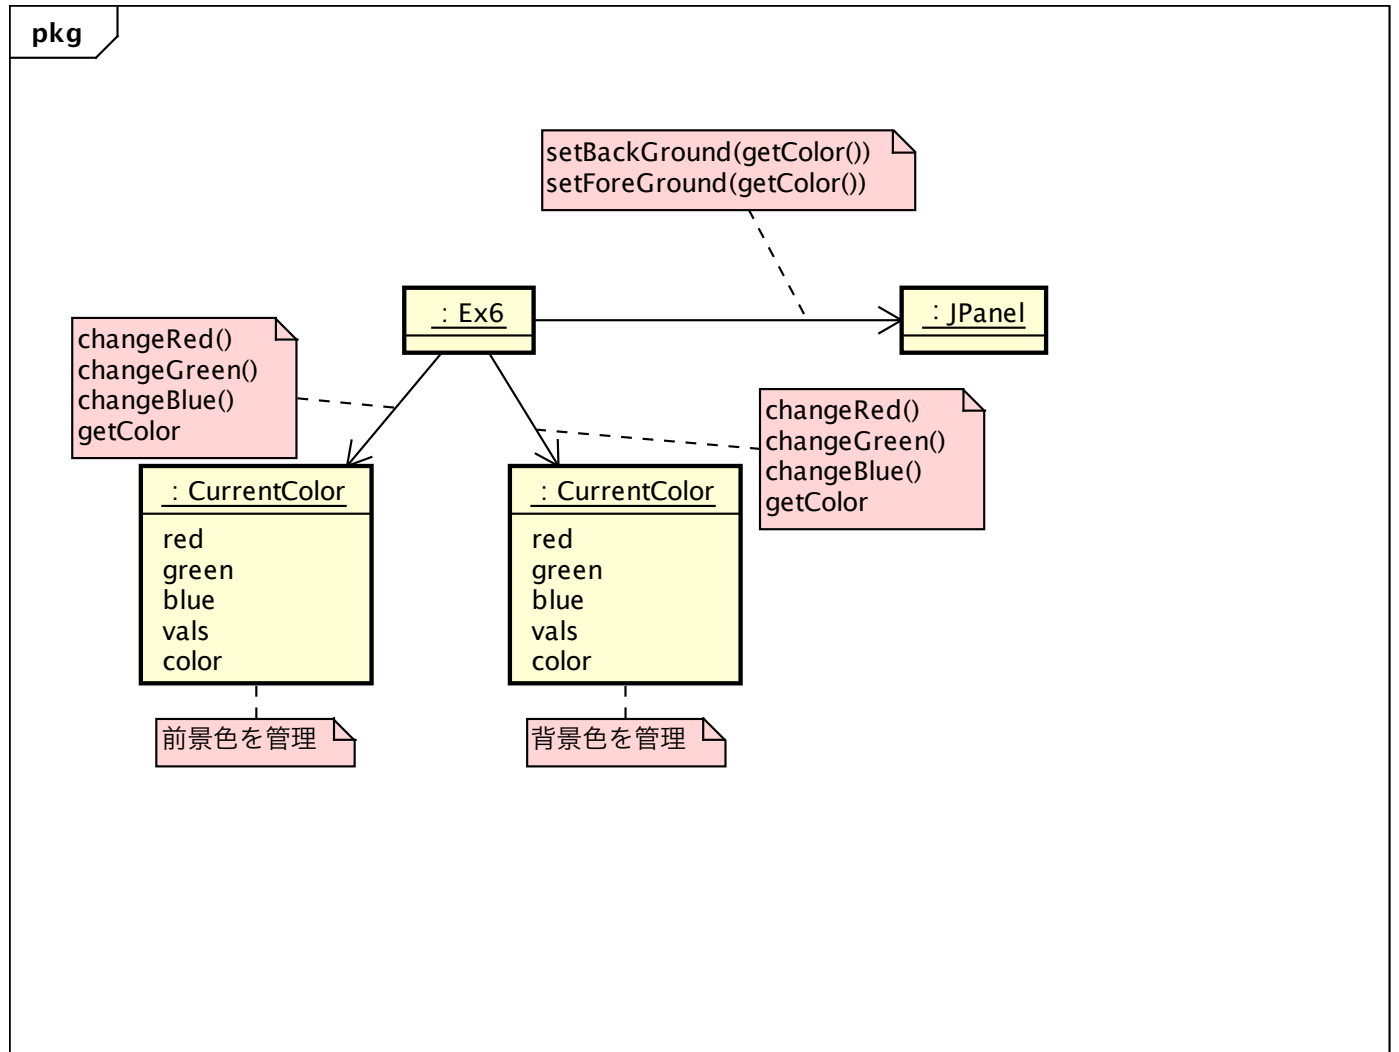 pkg
setBackGround(getColor())
setForeGround(getColor())
: Ex6
: JPanel
changeRed()
changeGreen()
changeBlue()
getColor
changeRed()
changeGreen()
changeBlue()
getColor
: CurrentColor
red
green
blue
vals
color
: CurrentColor
red
green
blue
vals
color
前景色を管理
背景色を管理